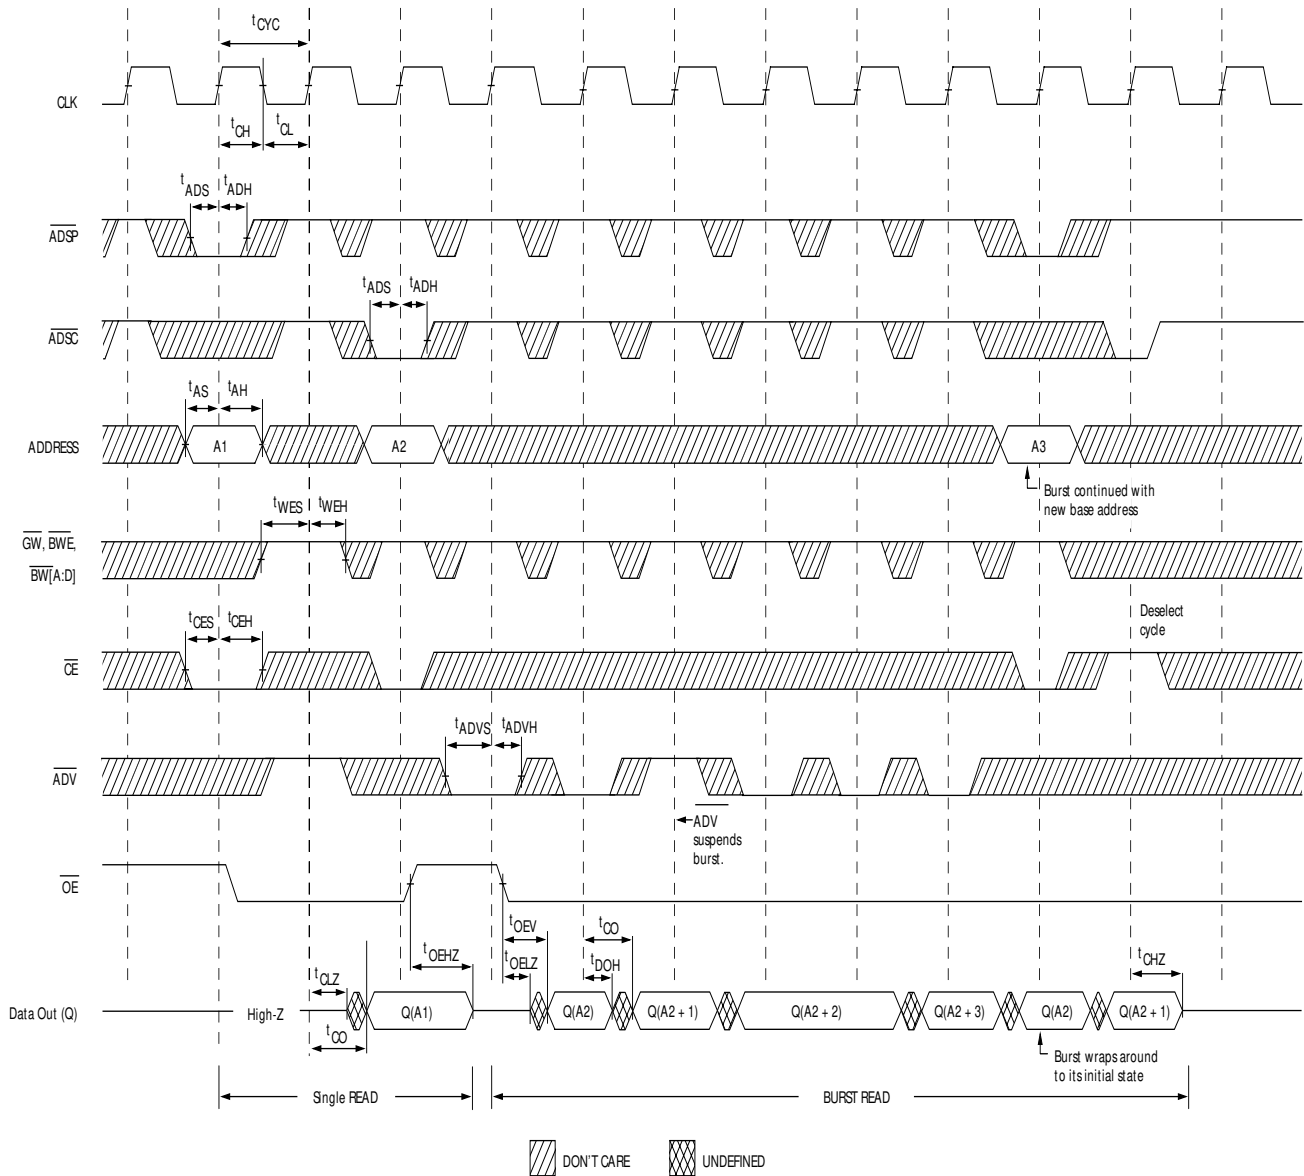 tCYC
CLK
tCH
tCL
tADS
tADH
ADSP
tADS
tADH
ADSC
tAS
tAH
ADDRESS
A1
A2
A3
Burst continued with
new base address
tWES
tWEH
GW, BWE,
BW[A:D]
Deselect
cycle
tCES
tCEH
CE
tADVS
tADVH
ADV
ADV
suspends
burst.
OE
tOEV
tCO
tOEHZ
tOELZ
tDOH
tCHZ
tCLZ
Data Out (Q)
High-Z
Q(A1)
Q(A2)
Q(A2 + 1)
Q(A2 + 2)
Q(A2 + 3)
Q(A2)
Q(A2 + 1)
tCO
Burst wraps around
to its initial state
Single READ
BURST READ
DON'T CARE
UNDEFINED